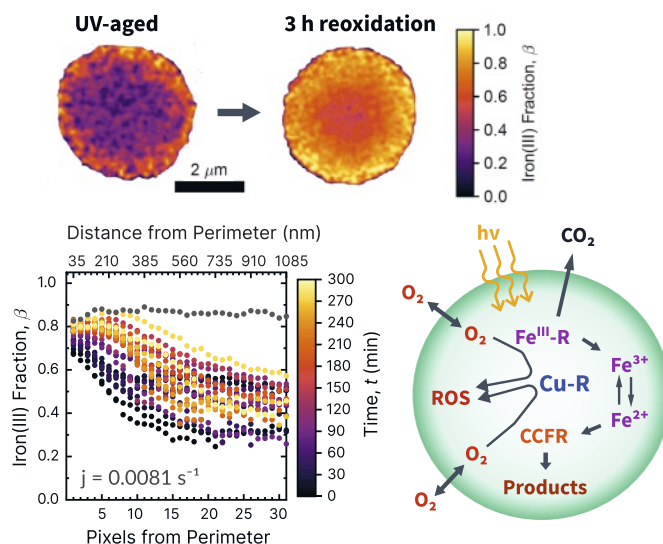 UV-aged
3 h reoxidation
2 μm
1.0
0.8
0.6
0.4
0.2
0.0
Iron(III) Fraction, β
Distance from Perimeter (nm)
35 210 385 560 735 910 1085
1.0
0.8
0.6
0.4
0.2
0.0
Iron(III) Fraction, β
j = 0.0081 s⁻¹
5 10 15 20 25 30
Pixels from Perimeter
300
270
240
210
180
150
120
90
60
30
0
Time, t (min)
hν
CO₂
O₂
O₂
Feᴵᴵᴵ-R
Fe³⁺
Cu-R
ROS
Fe²⁺
CCFR
O₂
O₂
Products